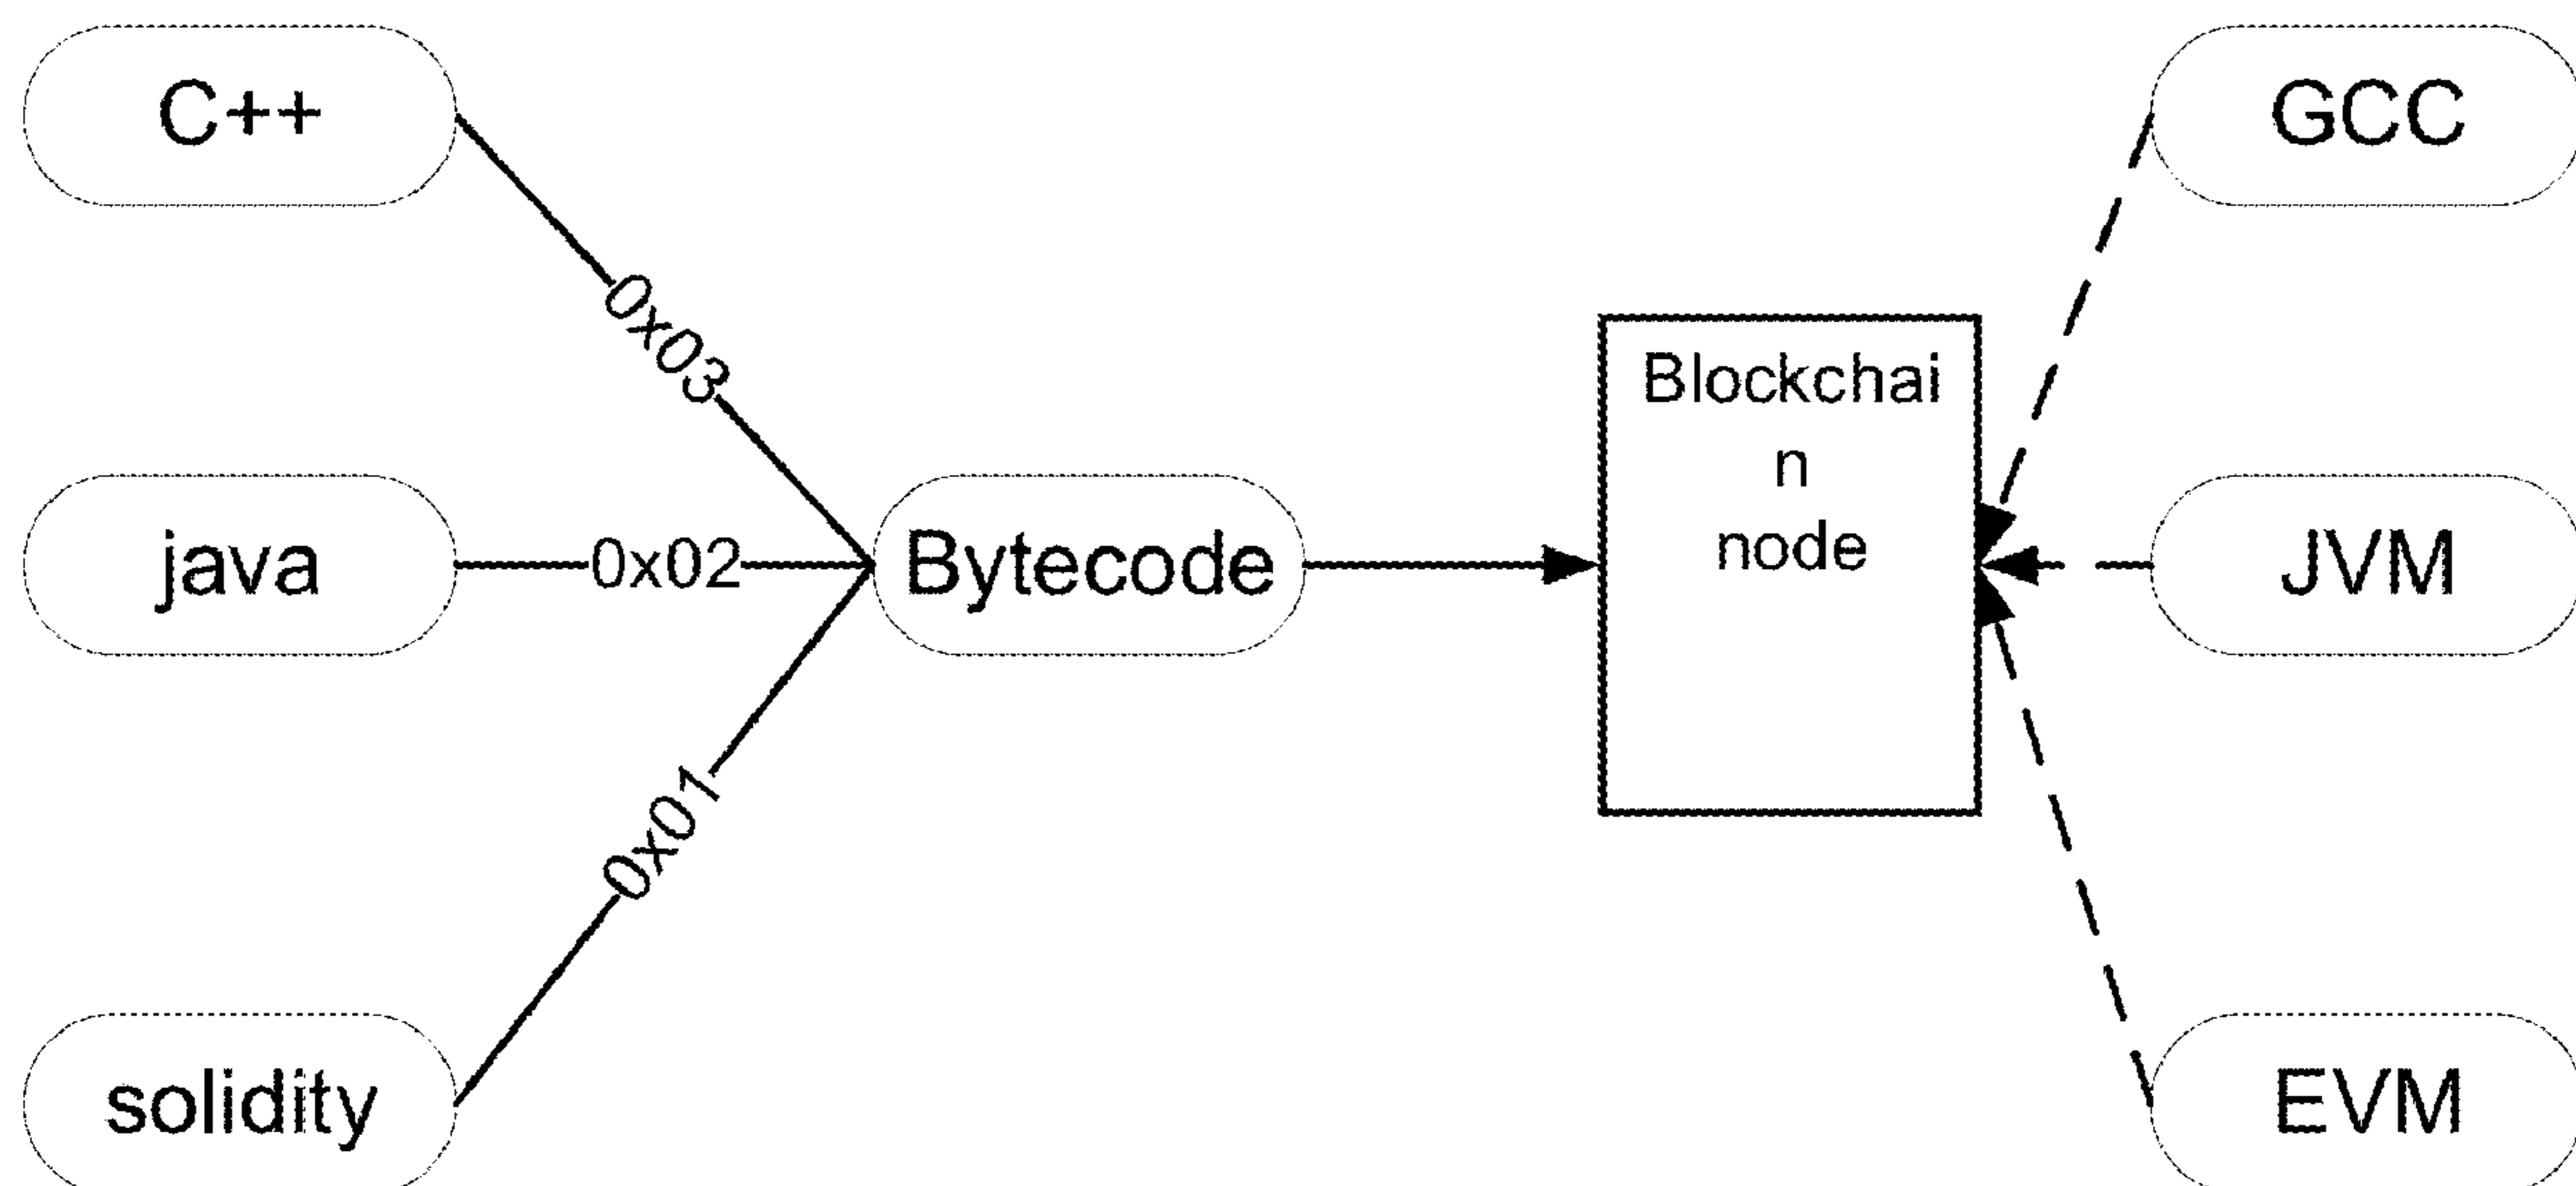 C++
GCC
0x03
Blockchai
n
node
java
0x02
Bytecode
JVM
0x01
solidity
EVM